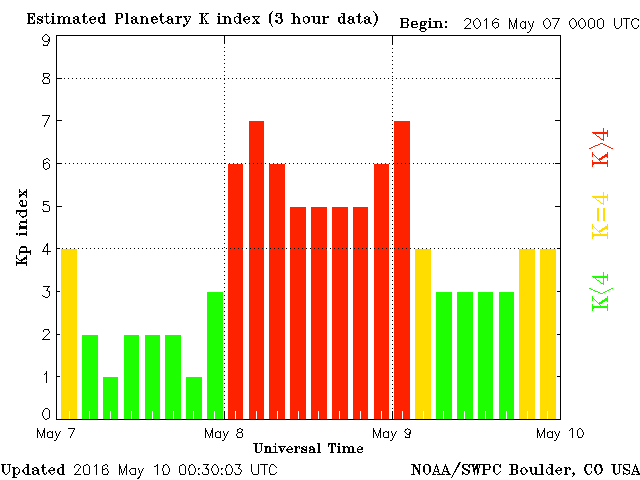 Estimated Planetary K index (3 hour data) Begin: 2016 May 07 0000 UTC
9
8
7
6
5
4
3
2
1
0
Kp index
K>4
K=4
K<4
May 7 May 8 May 9 May 10
Universal Time
Updated 2016 May 10 00:30:03 UTC NOAA/SWPC Boulder, CO USA